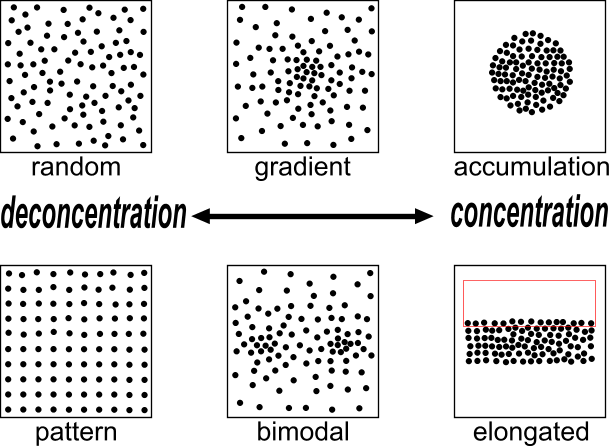 random gradient accumulation
deconcentration concentration
pattern bimodal elongated